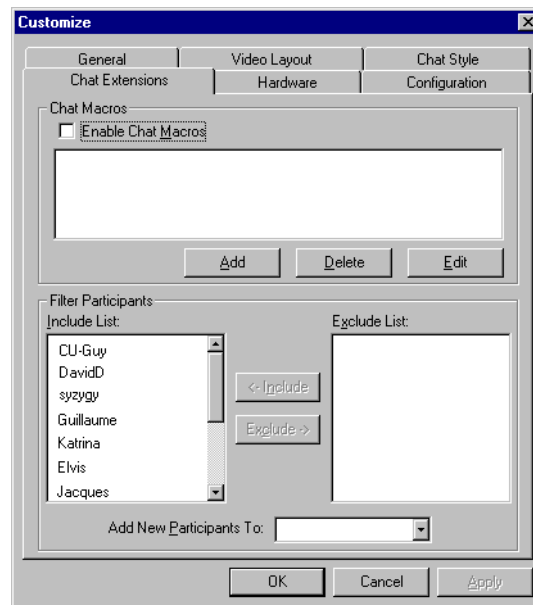 Customize
General Video Layout Chat Style
Chat Extensions Hardware Configuration
Chat Macros
Enable Chat Macros
Add Delete Edit
Filter Participants
Include List: Exclude List:
CU-Guy
DavidD
syzygy
Guillaume
Katrina
Elvis
Jacques
<- Include
Exclude ->
Add New Participants To:
OK Cancel Apply